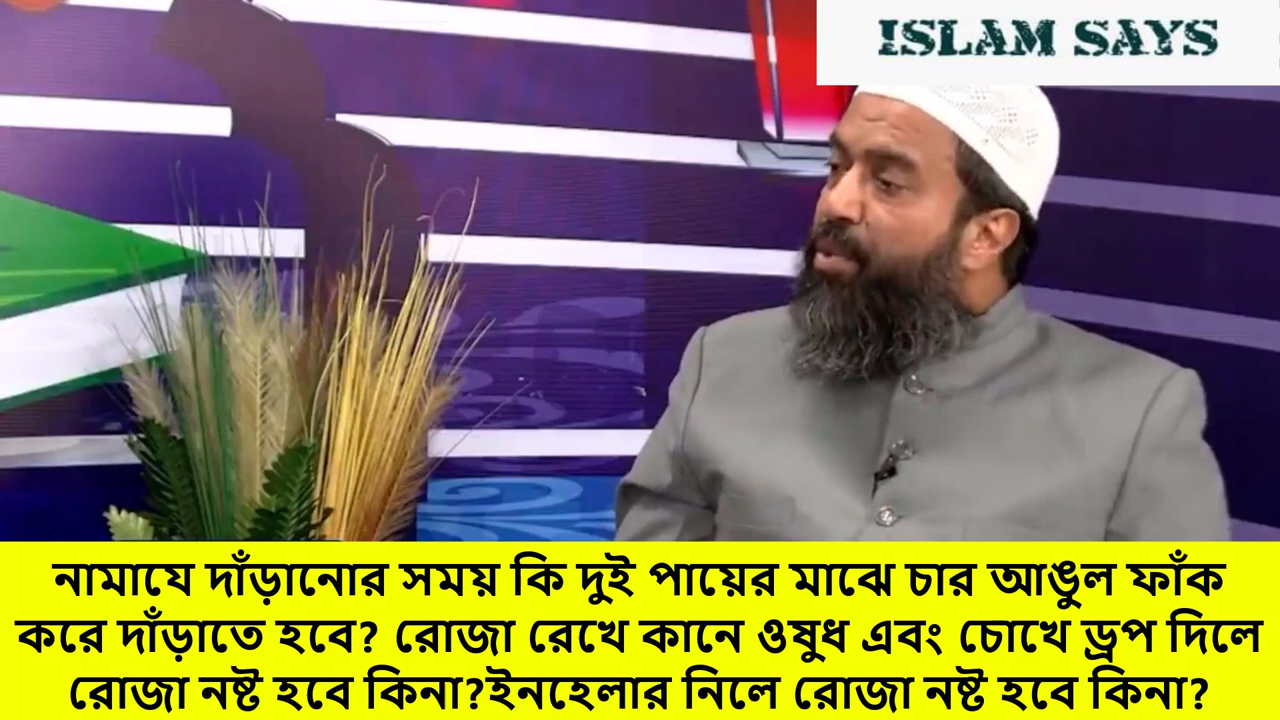 ISLAM SAYS
নামাযে দাঁড়ানোর সময় কি দুই পায়ের মাঝে চার আঙুল ফাঁক
করে দাঁড়াতে হবে? রোজা রেখে কানে ওষুধ এবং চোখে ড্রপ দিলে
রোজা নষ্ট হবে কিনা?ইনহেলার নিলে রোজা নষ্ট হবে কিনা?